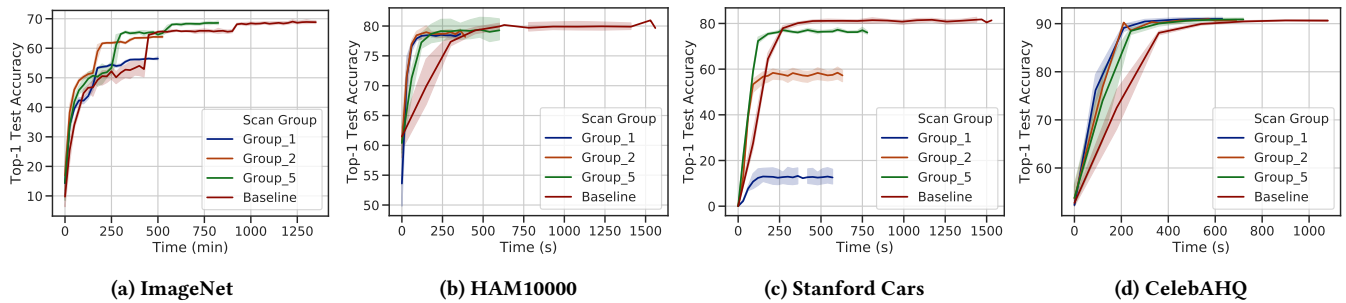 Top-1 Test Accuracy
70
60
50
40
30
20
10
Scan Group
Group_1
Group_2
Group_5
Baseline
0 250 500 750 1000 1250
Time (min)
(a) ImageNet
Top-1 Test Accuracy
80
75
70
65
60
55
50
Scan Group
Group_1
Group_2
Group_5
Baseline
0 250 500 750 1000 1250 1500
Time (s)
(b) HAM10000
Top-1 Test Accuracy
80
60
40
20
0
Scan Group
Group_1
Group_2
Group_5
Baseline
0 250 500 750 1000 1250 1500
Time (s)
(c) Stanford Cars
Top-1 Test Accuracy
90
80
70
60
Scan Group
Group_1
Group_2
Group_5
Baseline
0 200 400 600 800 1000
Time (s)
(d) CelebAHQ